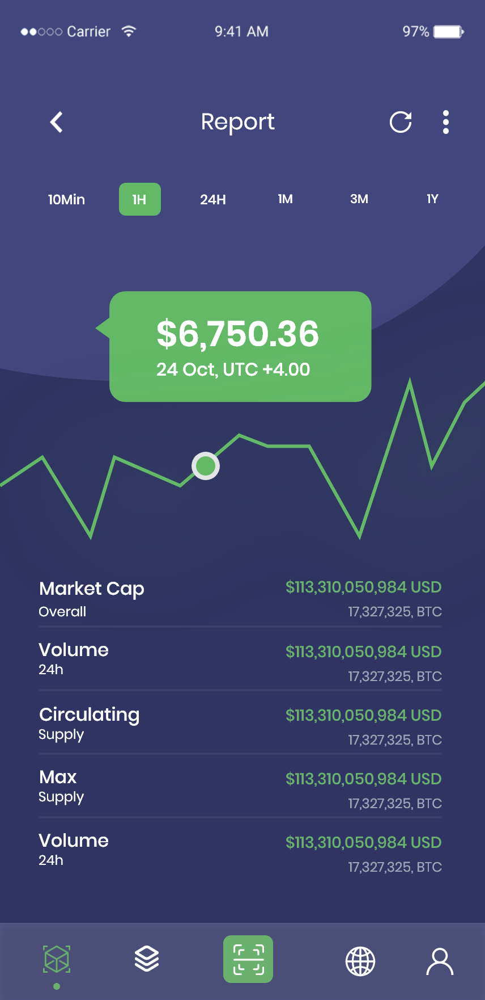 Carrier 9:41 AM 97%
Report
10Min 1H 24H 1M 3M 1Y
$6,750.36
24 Oct, UTC +4.00
Market Cap $113,310,050,984 USD
Overall 17,327,325, BTC
Volume $113,310,050,984 USD
24h 17,327,325, BTC
Circulating $113,310,050,984 USD
Supply 17,327,325, BTC
Max $113,310,050,984 USD
Supply 17,327,325, BTC
Volume $113,310,050,984 USD
24h 17,327,325, BTC